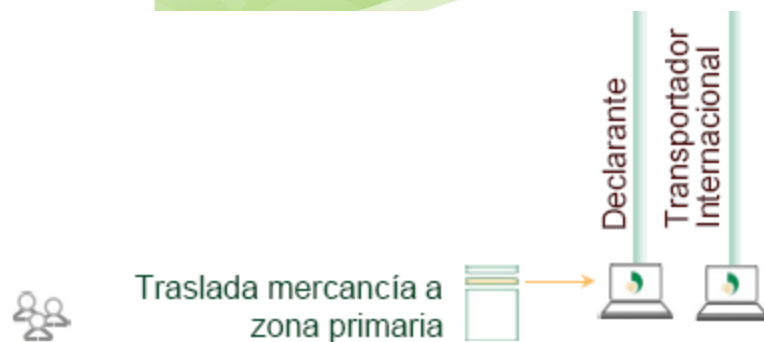 Declarante
Transportador
Internacional
Traslada mercancía a
zona primaria